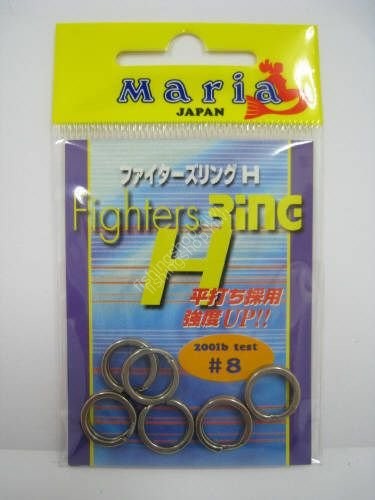 Maria
JAPAN
ファイターズリング H
Fighters RiNG
H
平打ち採用
強度UP!!
200lb test
#8